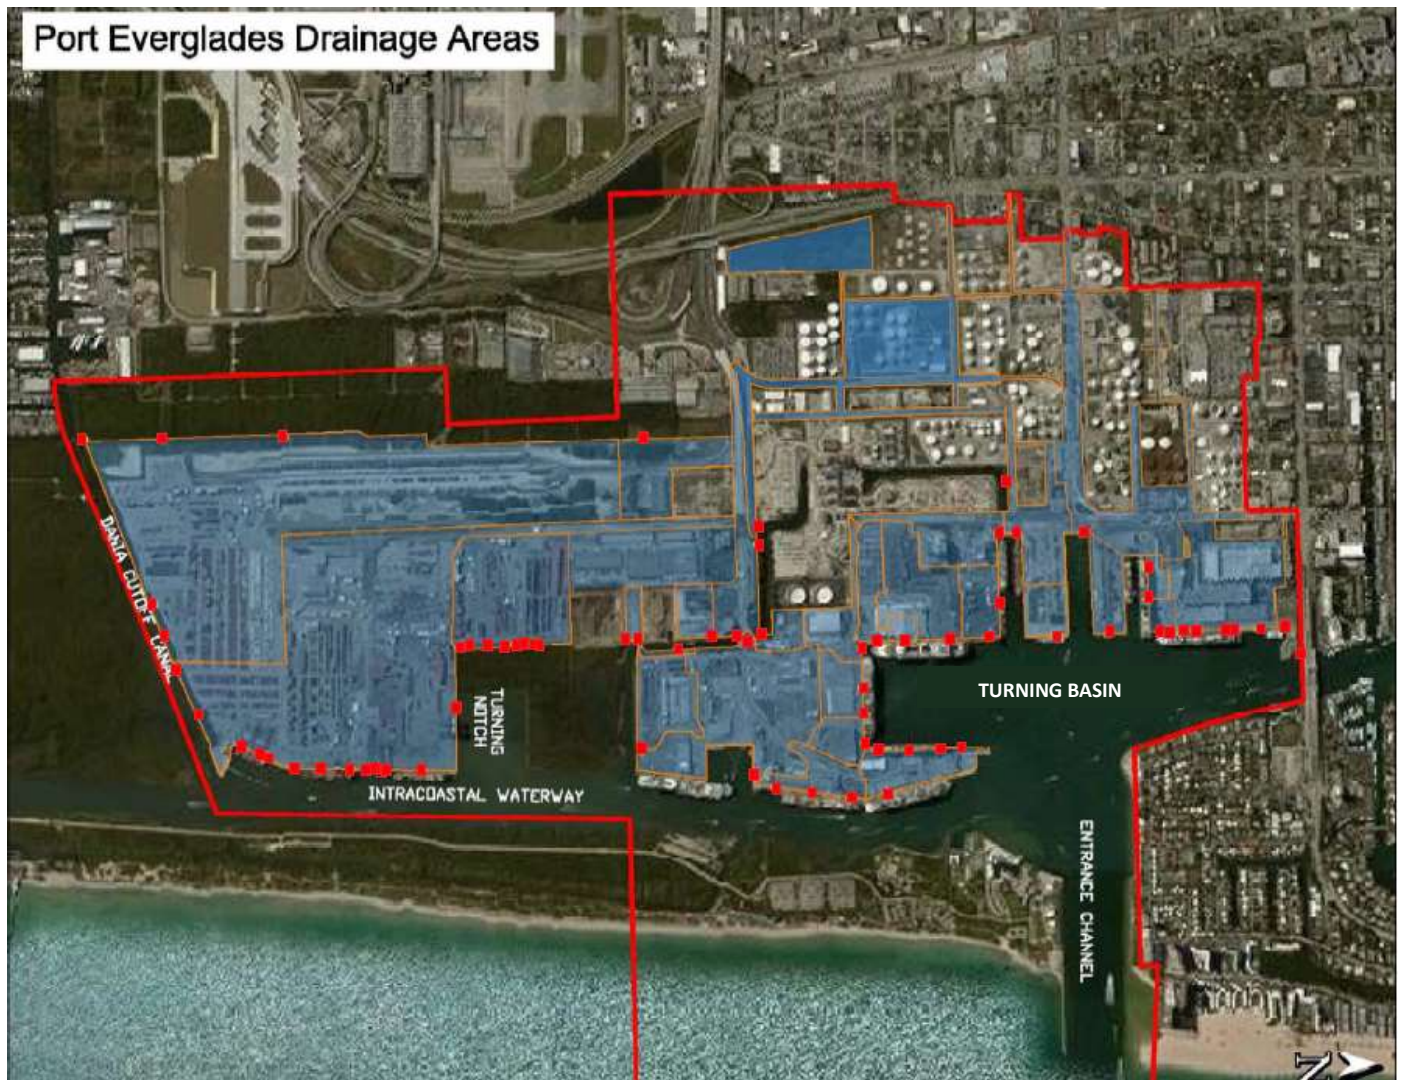 Port Everglades Drainage Areas
DANIA CUTOFF CANAL
TURNING
NOTCH
TURNING BASIN
INTRACOASTAL WATERWAY
ENTRANCE CHANNEL
N